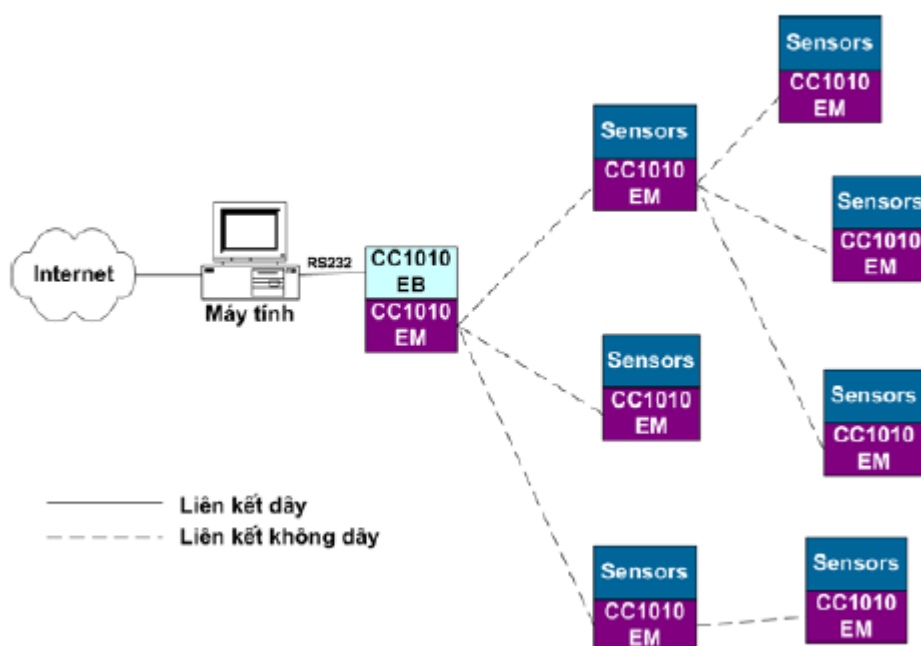 Sensors
CC1010
EM
Sensors
CC1010
EM
Sensors
CC1010
EM
Internet
Máy tính
RS232
CC1010
EB
CC1010
EM
Sensors
CC1010
EM
Sensors
CC1010
EM
Liên kết dây
Liên kết không dây
Sensors
CC1010
EM
Sensors
CC1010
EM